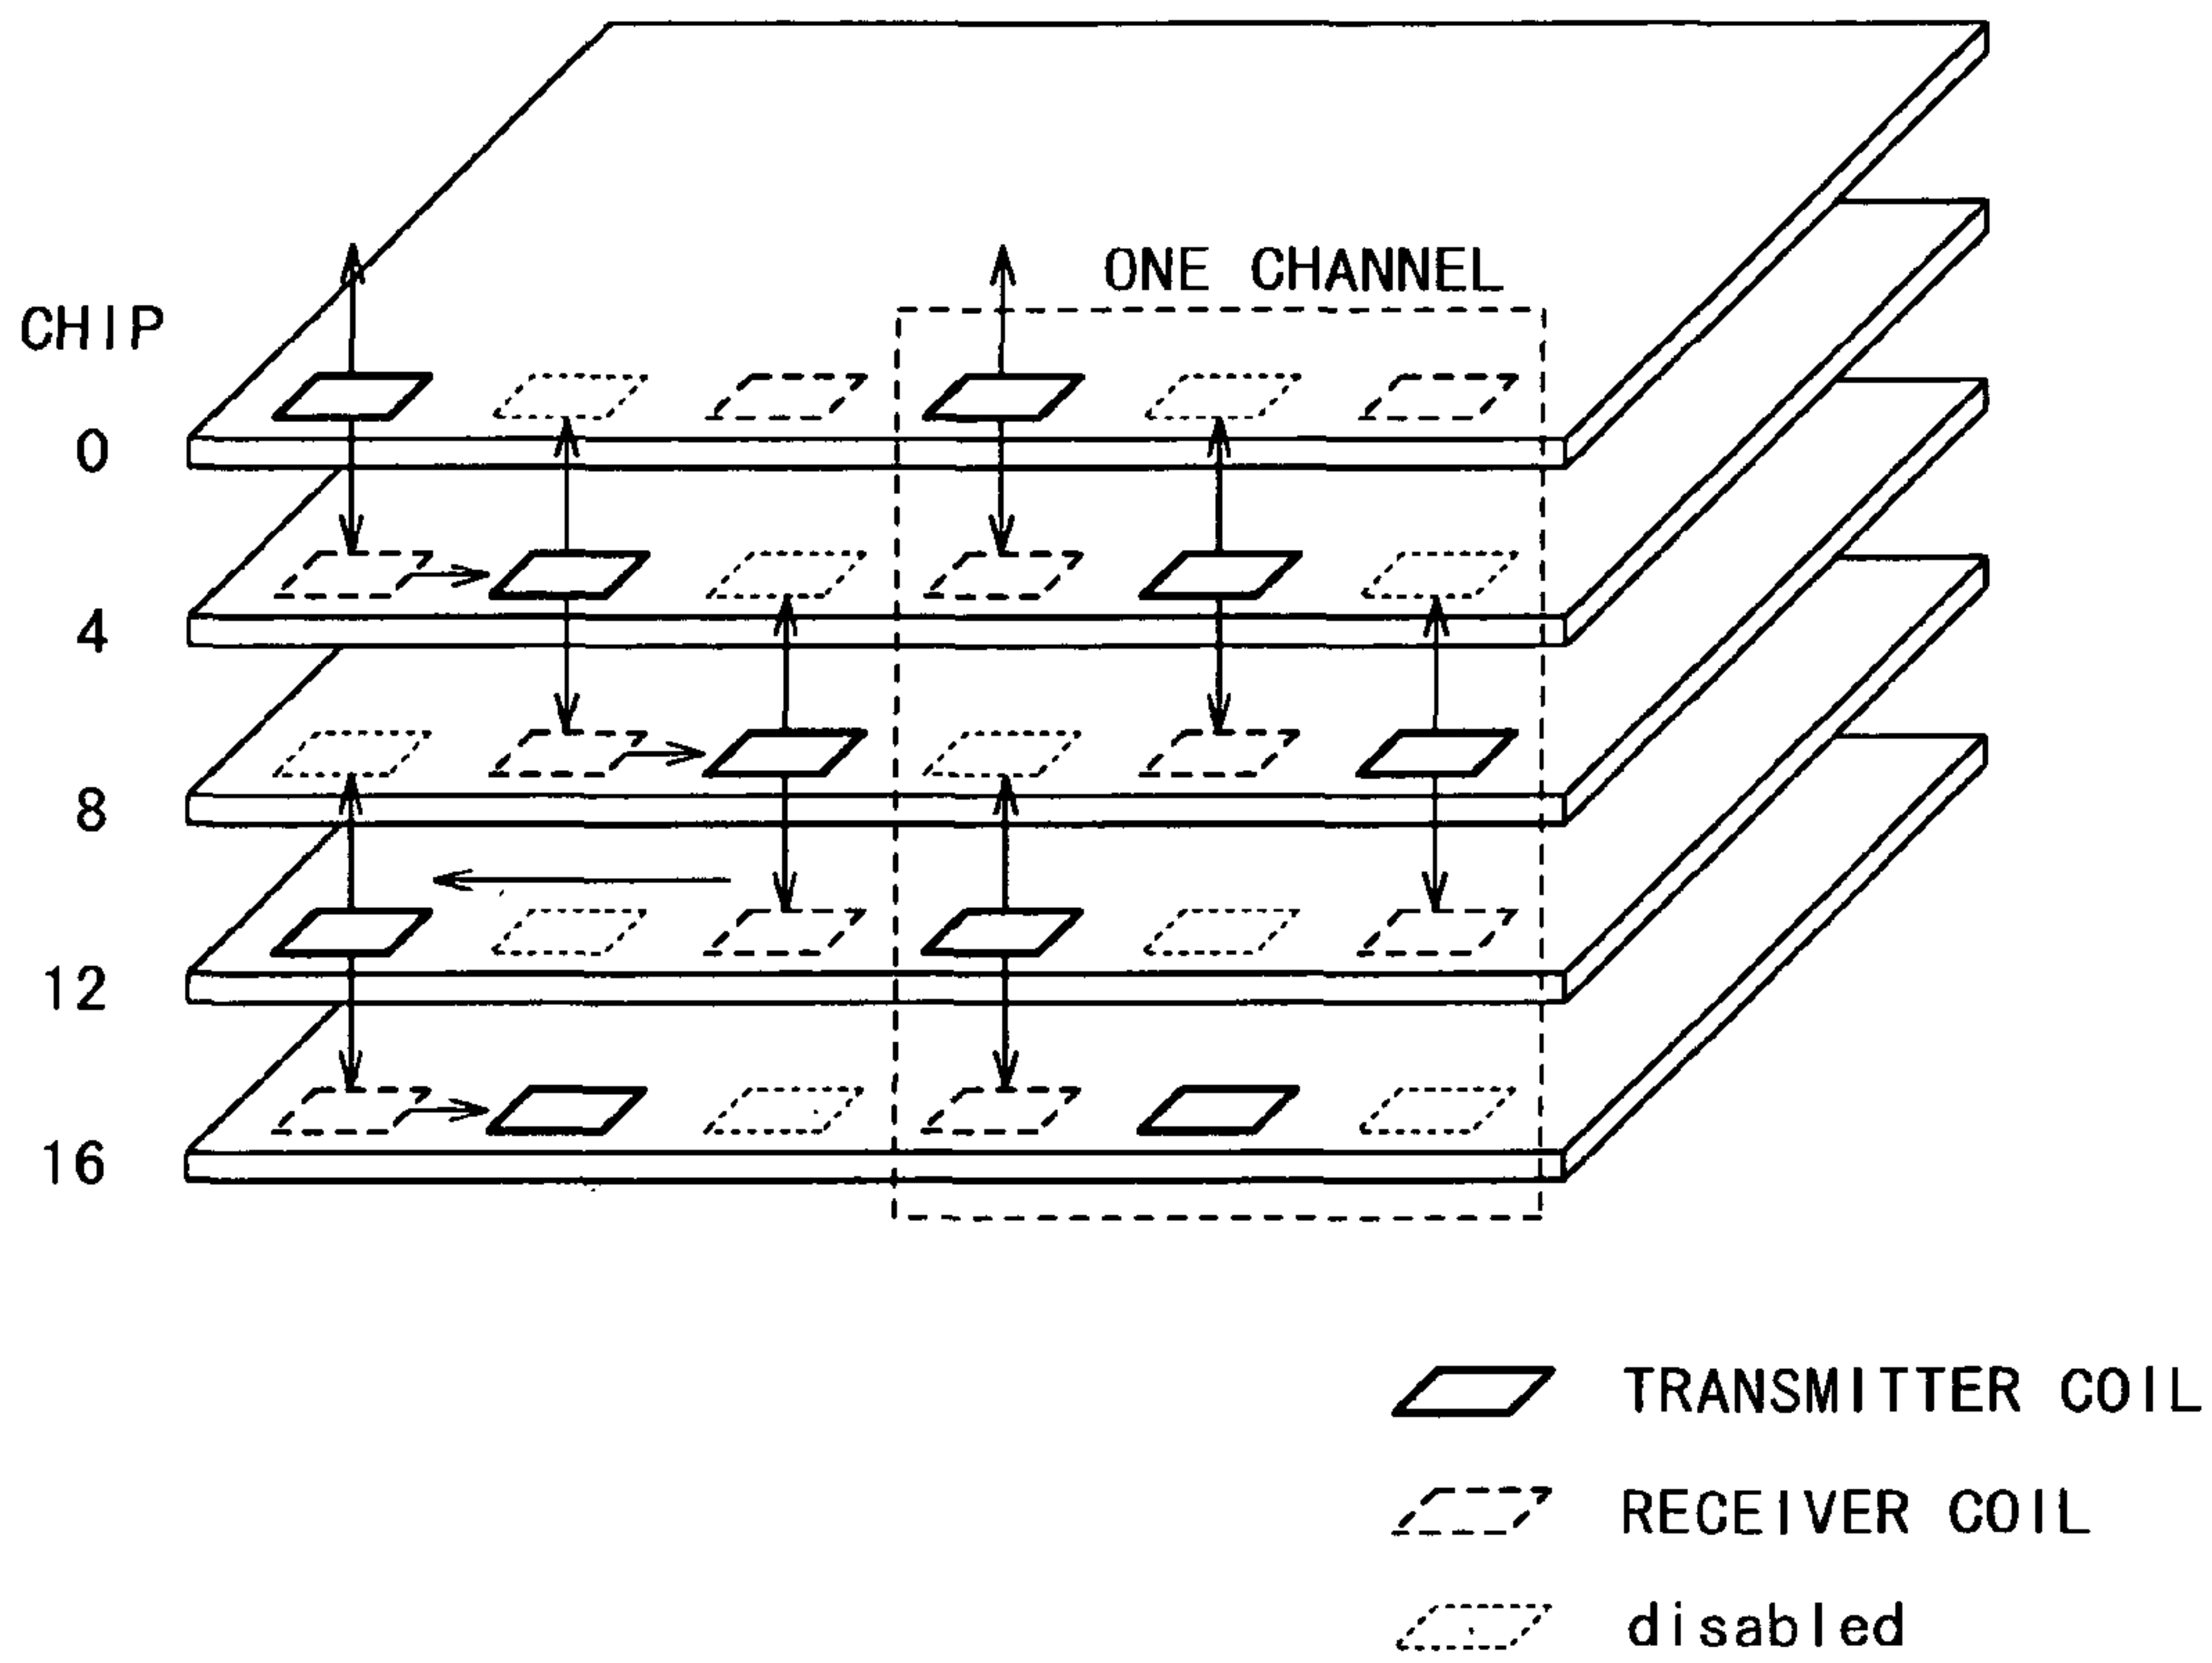 ONE CHANNEL
CHIP
0
4
8
12
16
TRANSMITTER COIL
RECEIVER COIL
disabled